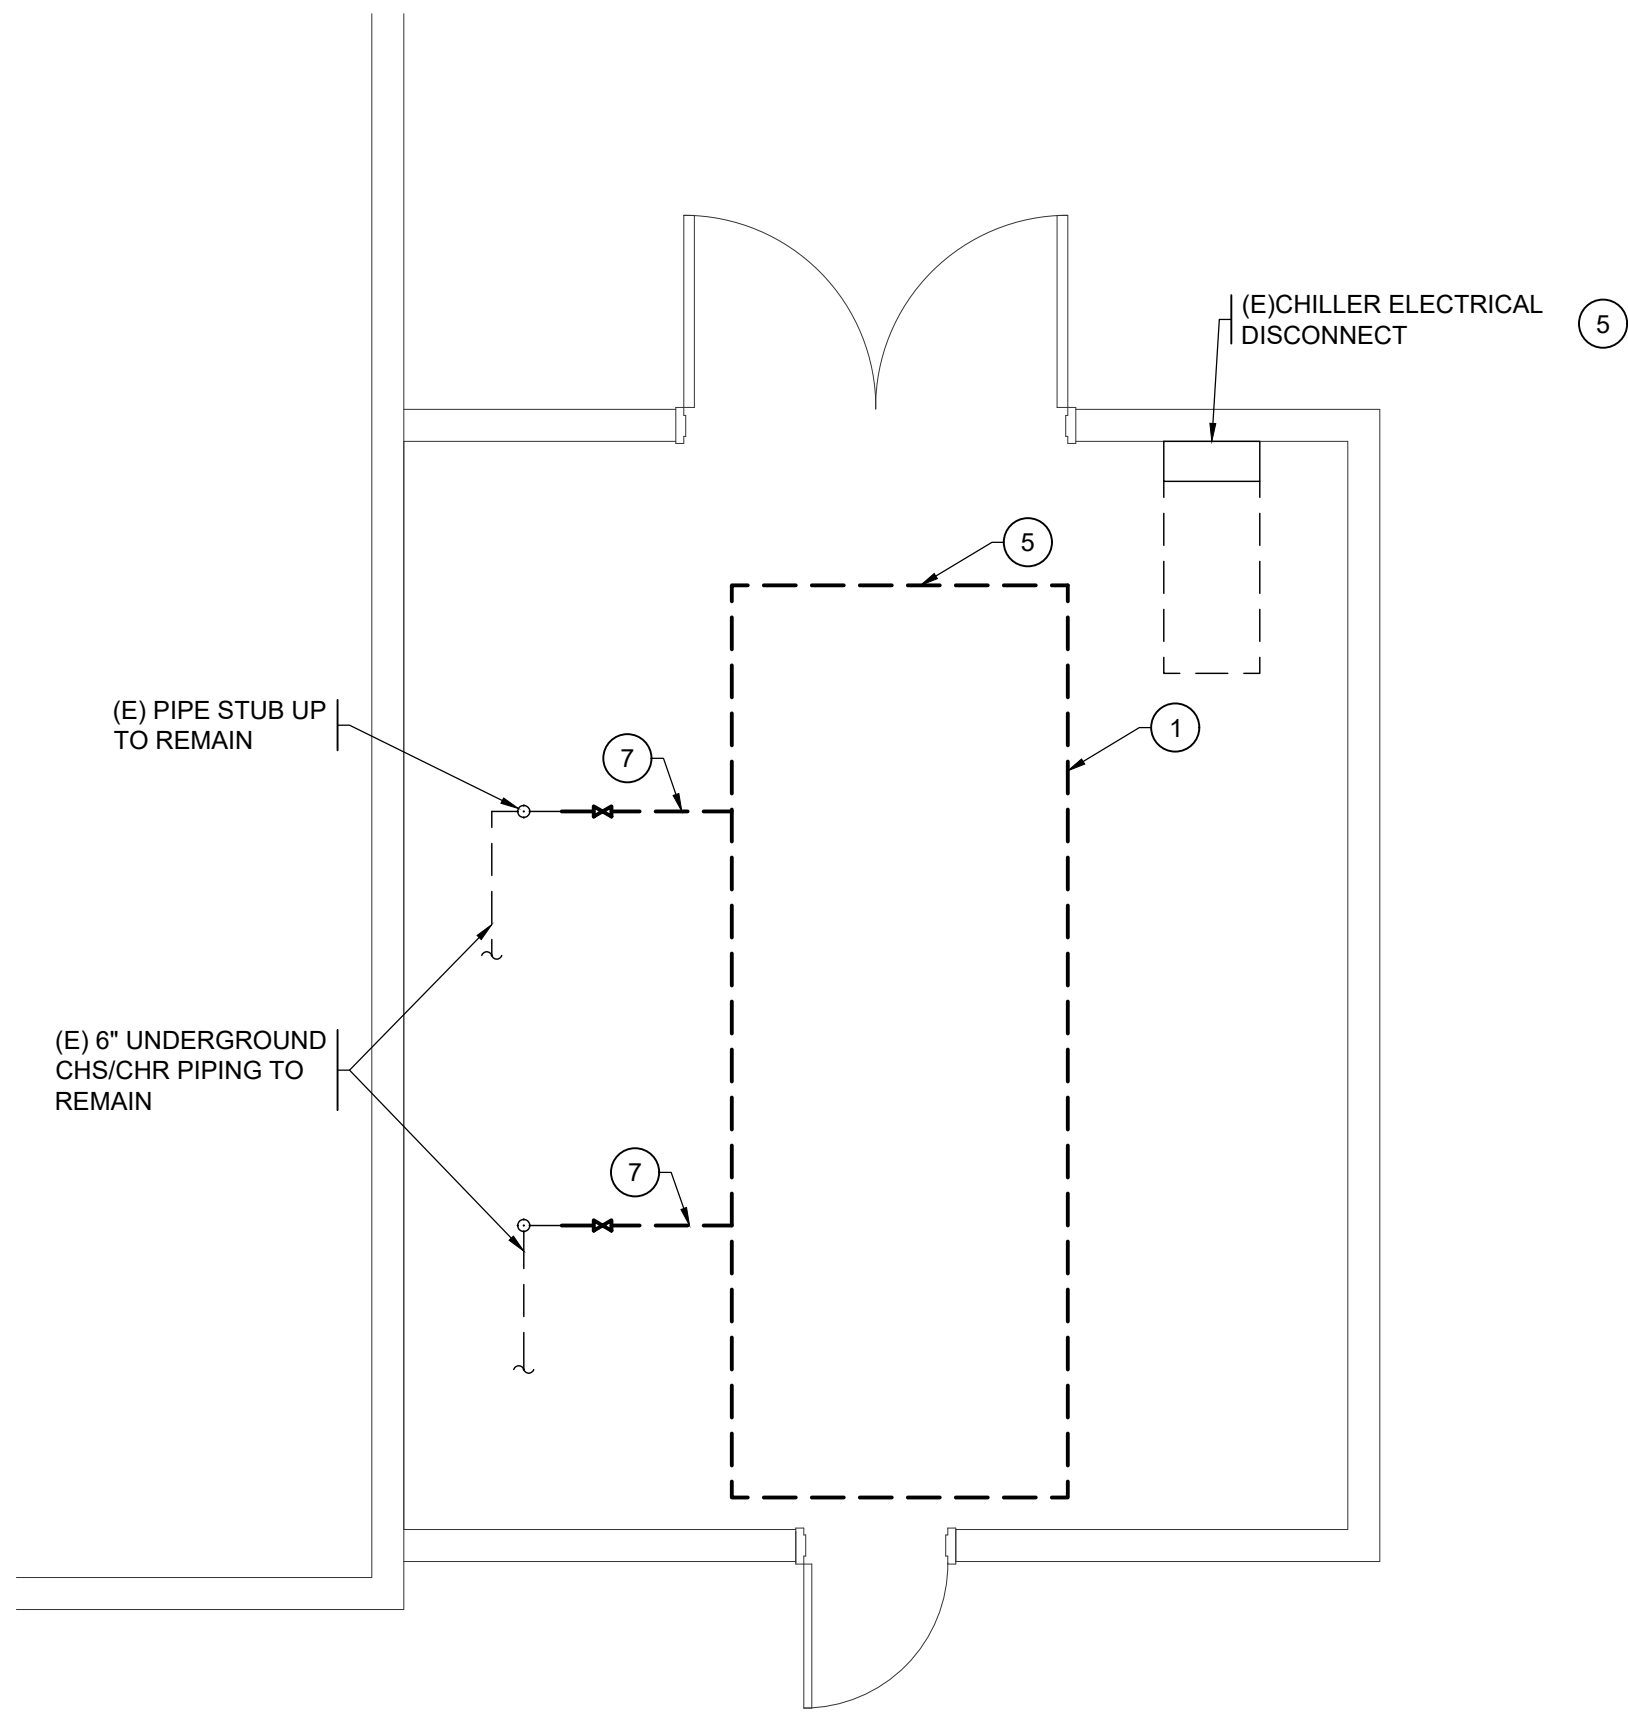 (E)CHILLER ELECTRICAL
DISCONNECT
5
5
(E) PIPE STUB UP
TO REMAIN
1
7
(E) 6" UNDERGROUND
CHS/CHR PIPING TO
REMAIN
7